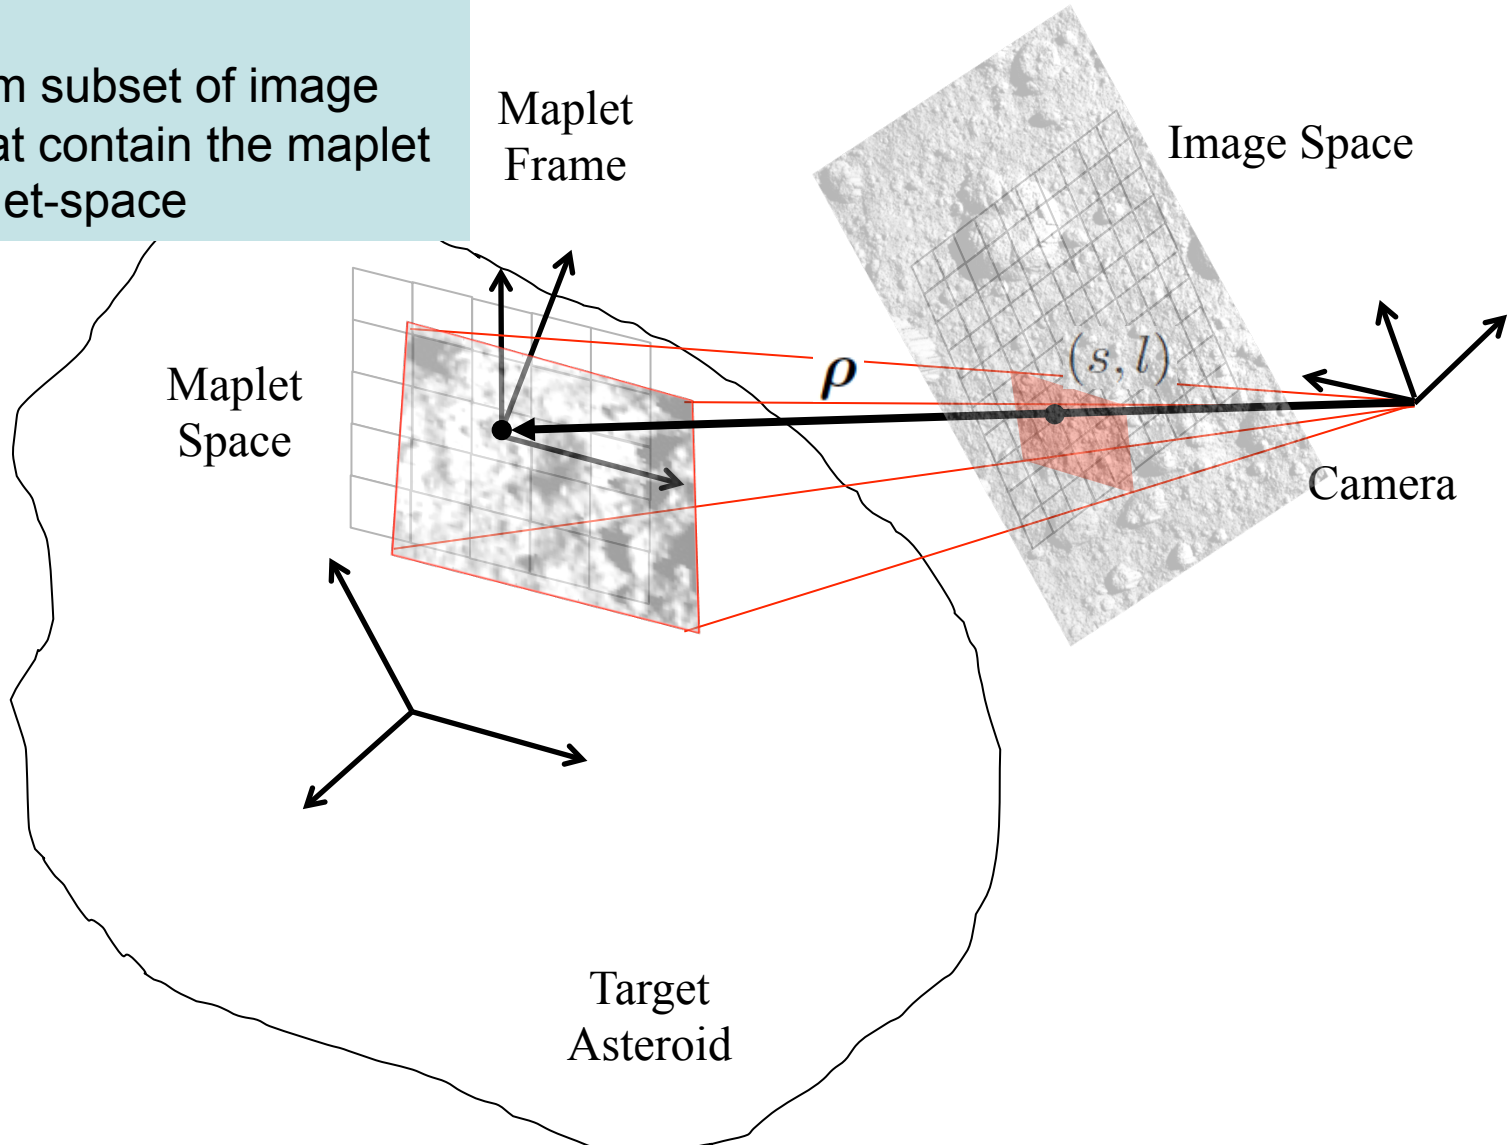 m subset of image
at contain the maplet
et-space
Maplet
Frame
Image Space
Maplet
Space
ρ
(s, l)
Camera
Target
Asteroid